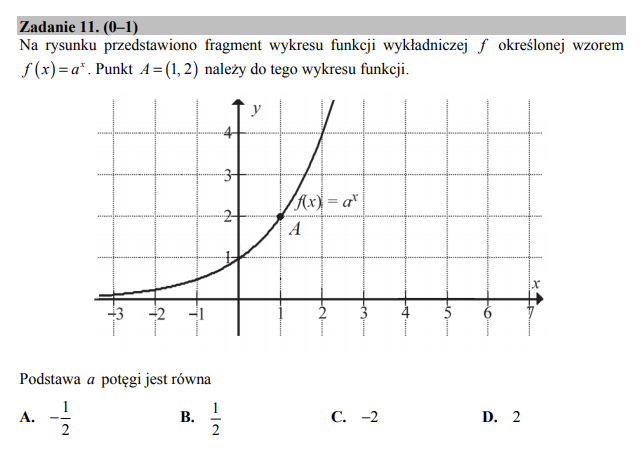 Zadanie 11. (0–1)
Na rysunku przedstawiono fragment wykresu funkcji wykładniczej f określonej wzorem
f(x) = aˣ. Punkt A = (1, 2) należy do tego wykresu funkcji.
y
4
3
f(x) = aˣ
2
A
1
x
–3 –2 –1 1 2 3 4 5 6 7
Podstawa a potęgi jest równa
A. –1/2 B. 1/2 C. –2 D. 2